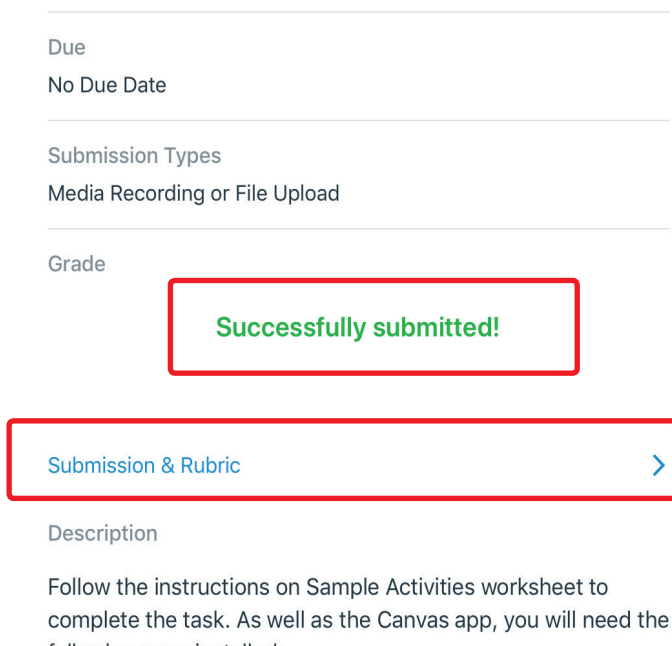 Due
No Due Date
Submission Types
Media Recording or File Upload
Grade
Successfully submitted!
Submission & Rubric
Description
Follow the instructions on Sample Activities worksheet to
complete the task. As well as the Canvas app, you will need the